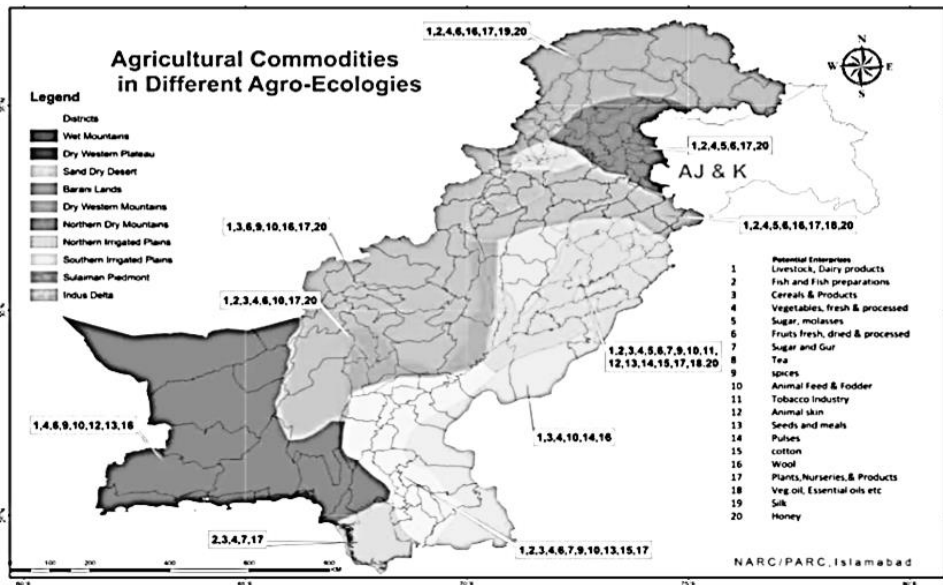 Agricultural Commodities
in Different Agro-Ecologies
Legend
Districts
Wet Mountains
Dry Western Plateau
Sand Dry Desert
Barani Lands
Dry Western Mountains
Northern Dry Mountains
Northern Irrigated Plains
Southern Irrigated Plains
Sulaiman Piedmont
Indus Delta
1,2,4,6,16,17,19,20
N
W
E
S
1,2,4,5,6,17,20
AJ & K
1,2,4,5,6,16,17,18,20
1,3,6,9,10,16,17,20
1,2,3,4,6,10,17,20
1,2,3,4,5,6,7,9,10,11,
12,13,14,15,17,18.20
1,4,6,9,10,12,13,16
1,3,4,10,14,16
2,3,4,7,17
1,2,3,4,6,7,9,10,13,15,17
Potential Enterprises
1 Livestock, Dairy products
2 Fish and Fish preparations
3 Cereals & Products
4 Vegetables, fresh & processed
5 Sugar, molasses
6 Fruits fresh, dried & processed
7 Sugar and Gur
8 Tea
9 spices
10 Animal Feed & Fodder
11 Tobacco Industry
12 Animal skin
13 Seeds and meals
14 Pulses
15 cotton
16 Wool
17 Plants,Nurseries,& Products
18 Veg.oil, Essential oils etc
19 Silk
20 Honey
NARC/PARC, Islamabad